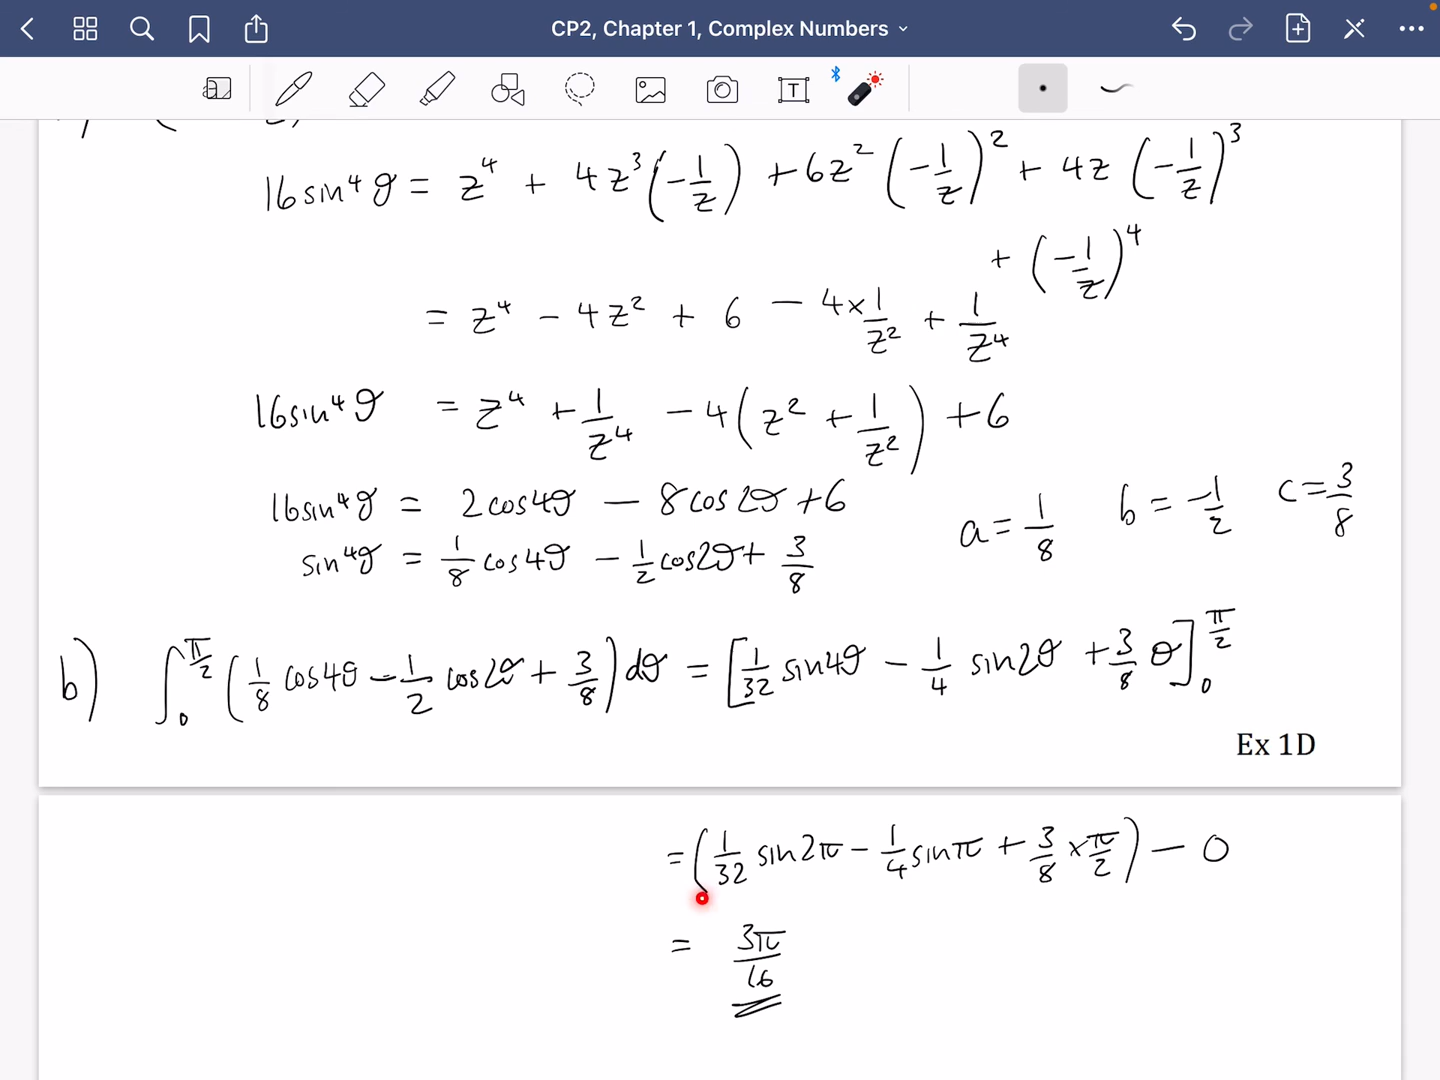 CP2, Chapter 1, Complex Numbers
16sin⁴θ = z⁴ + 4z³(-1/z) + 6z²(-1/z)² + 4z(-1/z)³
+ (-1/z)⁴
= z⁴ - 4z² + 6 - 4×1/z² + 1/z⁴
16sin⁴θ = z⁴ + 1/z⁴ - 4(z² + 1/z²) + 6
16sin⁴θ = 2cos4θ - 8cos2θ + 6
a = 1/8 b = -1/2 c = 3/8
sin⁴θ = 1/8 cos4θ - 1/2 cos2θ + 3/8
b) ∫₀^(π/2) (1/8 cos4θ - 1/2 cos2θ + 3/8) dθ = [1/32 sin4θ - 1/4 sin2θ + 3/8 θ]₀^(π/2)
Ex 1D
= (1/32 sin2π - 1/4 sinπ + 3/8 × π/2) - 0
= 3π/16